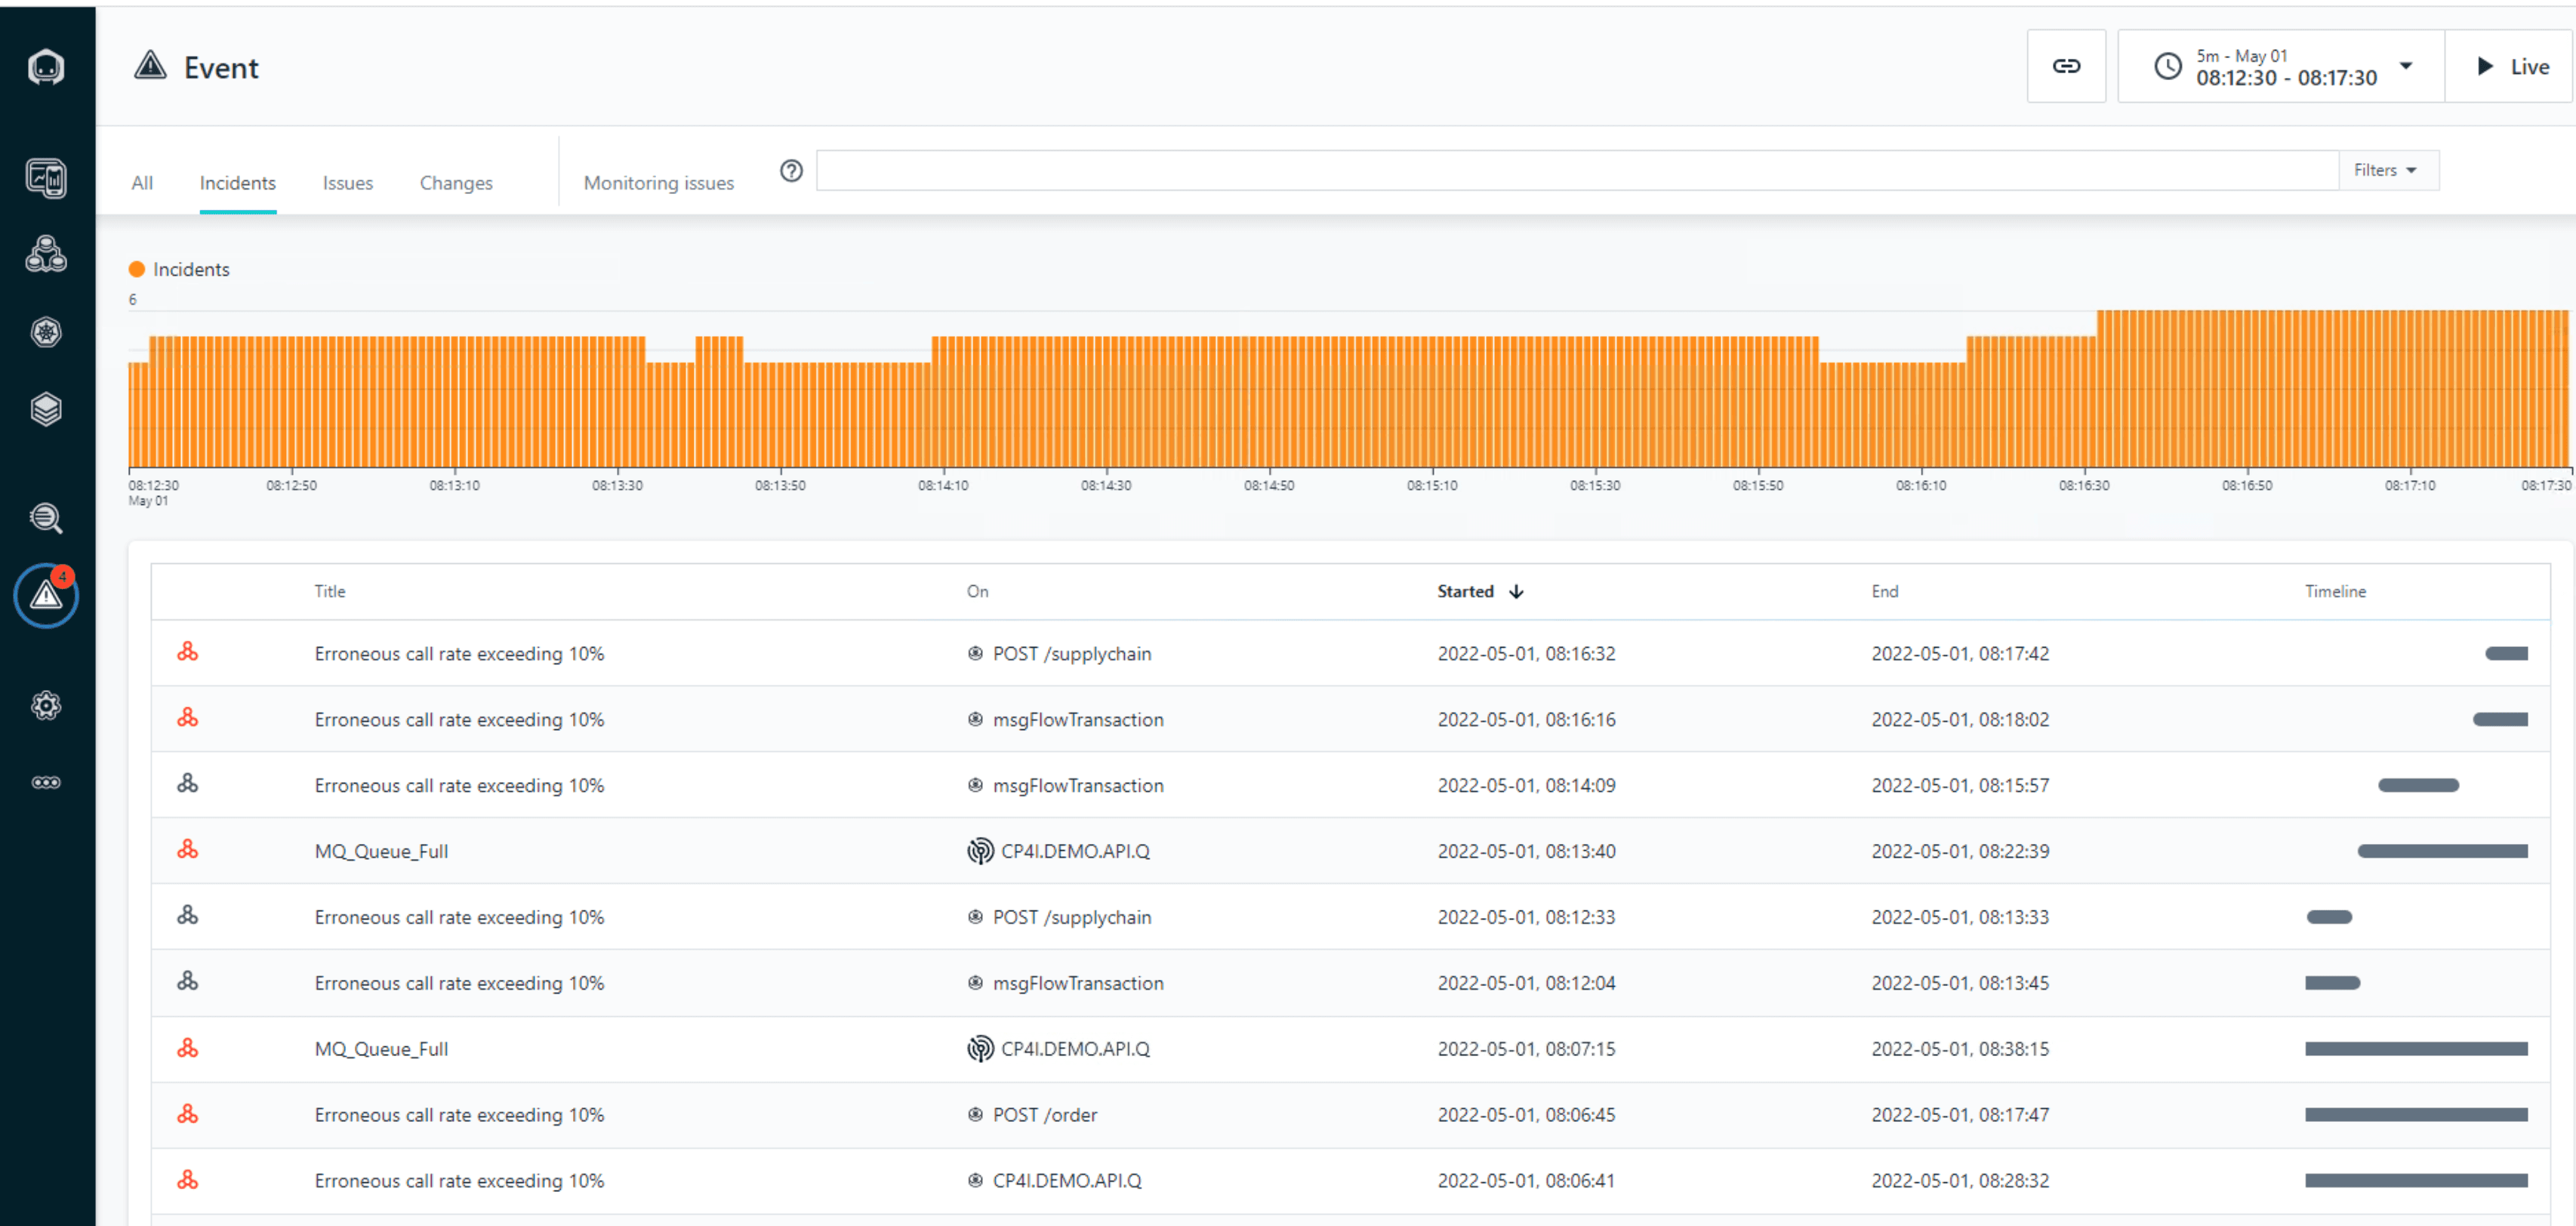 Event
5m - May 01
08:12:30 - 08:17:30
Live
All Incidents Issues Changes Monitoring issues Filters
Incidents
6
08:12:30 08:12:50 08:13:10 08:13:30 08:13:50 08:14:10 08:14:30 08:14:50 08:15:10 08:15:30 08:15:50 08:16:10 08:16:30 08:16:50 08:17:10 08:17:30
May 01
4
Title On Started End Timeline
Erroneous call rate exceeding 10% POST /supplychain 2022-05-01, 08:16:32 2022-05-01, 08:17:42
Erroneous call rate exceeding 10% msgFlowTransaction 2022-05-01, 08:16:16 2022-05-01, 08:18:02
Erroneous call rate exceeding 10% msgFlowTransaction 2022-05-01, 08:14:09 2022-05-01, 08:15:57
MQ_Queue_Full CP4I.DEMO.API.Q 2022-05-01, 08:13:40 2022-05-01, 08:22:39
Erroneous call rate exceeding 10% POST /supplychain 2022-05-01, 08:12:33 2022-05-01, 08:13:33
Erroneous call rate exceeding 10% msgFlowTransaction 2022-05-01, 08:12:04 2022-05-01, 08:13:45
MQ_Queue_Full CP4I.DEMO.API.Q 2022-05-01, 08:07:15 2022-05-01, 08:38:15
Erroneous call rate exceeding 10% POST /order 2022-05-01, 08:06:45 2022-05-01, 08:17:47
Erroneous call rate exceeding 10% CP4I.DEMO.API.Q 2022-05-01, 08:06:41 2022-05-01, 08:28:32